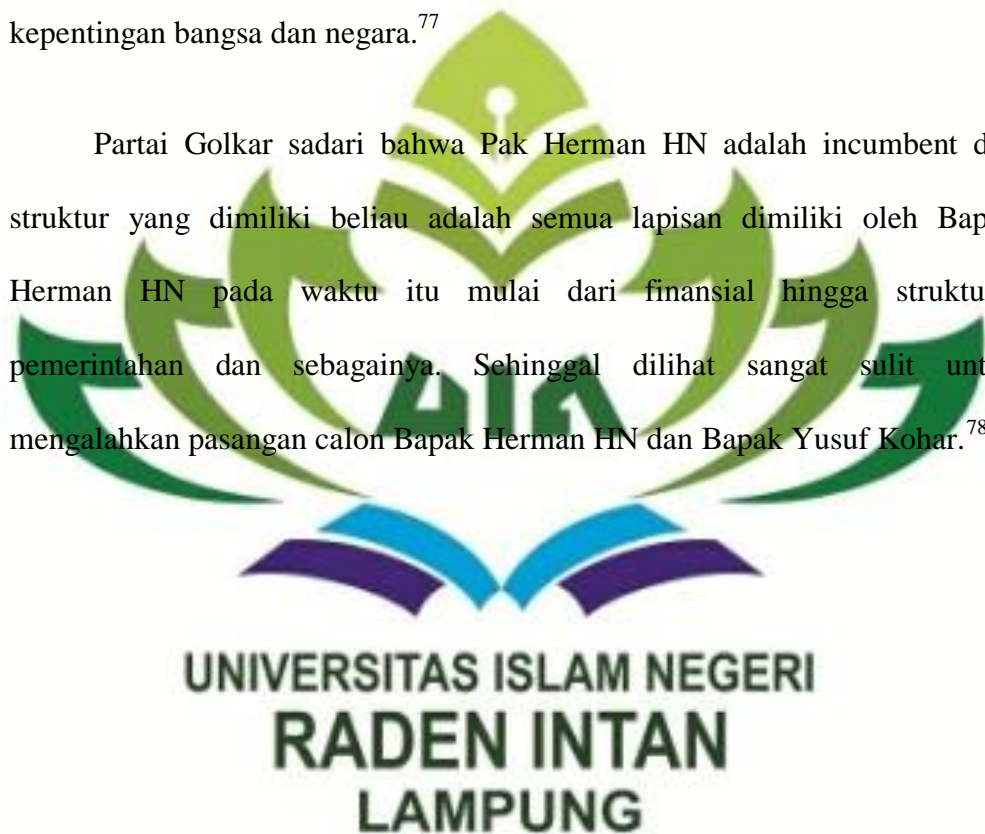 kepentingan bangsa dan negara.77
Partai Golkar sadari bahwa Pak Herman HN adalah incumbent d
struktur yang dimiliki beliau adalah semua lapisan dimiliki oleh Bap
Herman HN pada waktu itu mulai dari finansial hingga struktu
pemerintahan dan sebagainya. Sehinggal dilihat sangat sulit unt
mengalahkan pasangan calon Bapak Herman HN dan Bapak Yusuf Kohar.78
UNIVERSITAS ISLAM NEGERI
RADEN INTAN
LAMPUNG